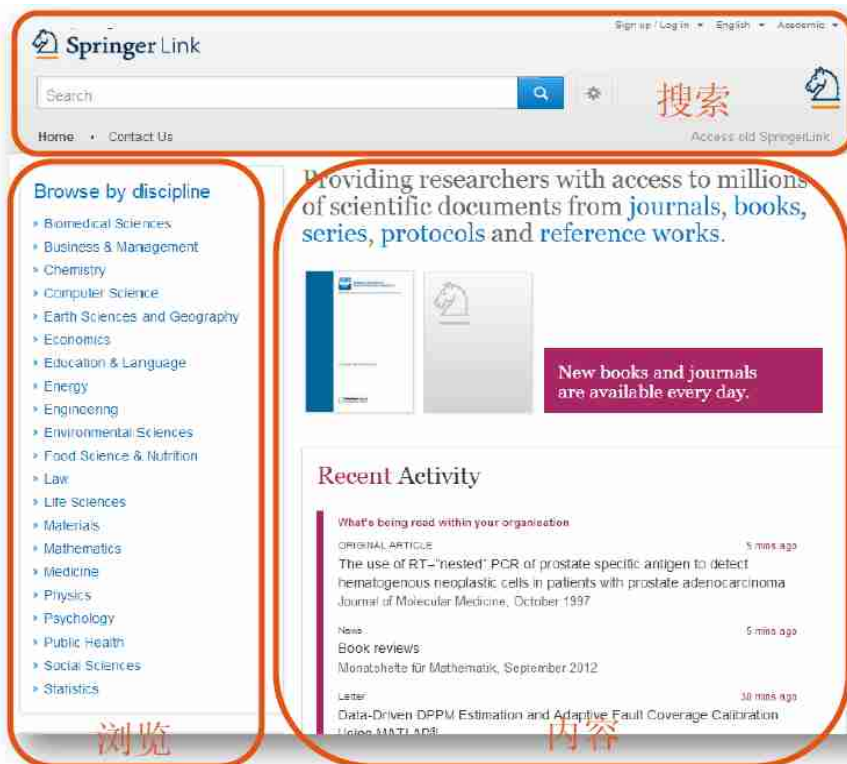 Sign up / Log in English Academic
Springer Link
Search
搜索
Home • Contact Us
Access old SpringerLink
Browse by discipline
Biomedical Sciences
Business & Management
Chemistry
Computer Science
Earth Sciences and Geography
Economics
Education & Language
Energy
Engineering
Environmental Sciences
Food Science & Nutrition
Law
Life Sciences
Materials
Mathematics
Medicine
Physics
Psychology
Public Health
Social Sciences
Statistics
浏览
Providing researchers with access to millions
of scientific documents from journals, books,
series, protocols and reference works.
New books and journals
are available every day.
Recent Activity
What's being read within your organisation
ORIGINAL ARTICLE 5 mins ago
The use of RT-"nested" PCR of prostate specific antigen to detect
hematogenous neoplastic cells in patients with prostate adenocarcinoma
Journal of Molecular Medicine, October 1997
News 5 mins ago
Book reviews
Monatshefte für Mathematik, September 2012
Letter 38 mins ago
Data-Driven DPPM Estimation and Adaptive Fault Coverage Calibration
Using MATLAB®
内容